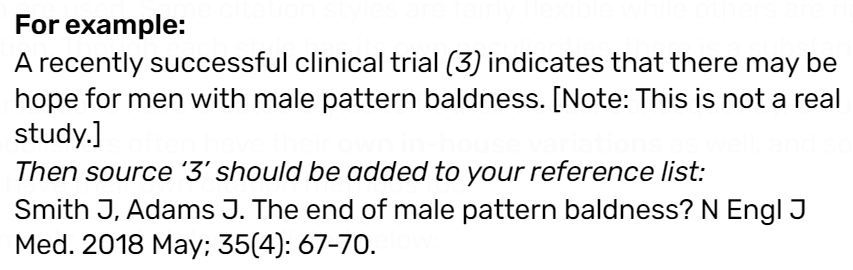 For example:
A recently successful clinical trial (3) indicates that there may be
hope for men with male pattern baldness. [Note: This is not a real
study.]
Then source ‘3’ should be added to your reference list:
Smith J, Adams J. The end of male pattern baldness? N Engl J
Med. 2018 May; 35(4): 67-70.